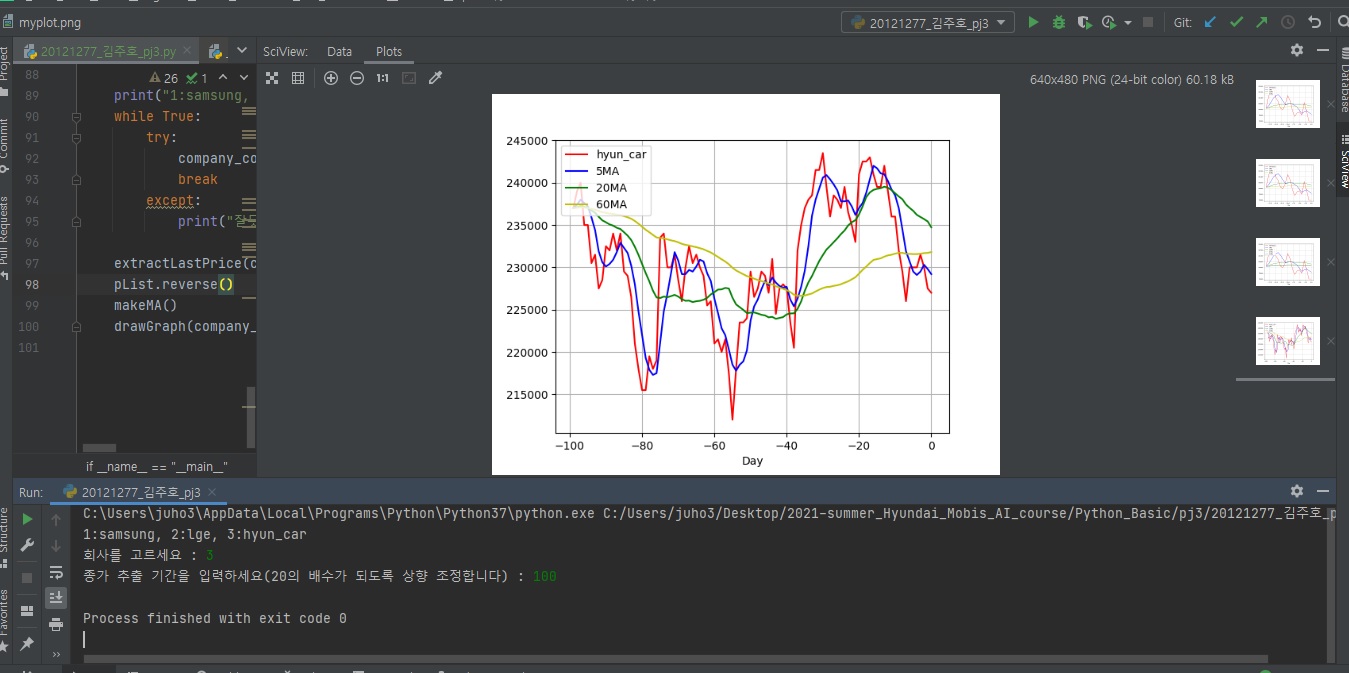 myplot.png
20121277_김주호_pj3
Git:
20121277_김주호_pj3.py
SciView:
Data
Plots
Project
Commit
Pull Requests
Database
SciView
26
1
1:1
640x480 PNG (24-bit color) 60.18 kB
88
89 print("1:samsung,
90 while True:
91 try:
92 company_co
93 break
94 except:
95 print("잘
96
97 extractLastPrice(c
98 pList.reverse()
99 makeMA()
100 drawGraph(company_
101
if __name__ == "__main__"
hyun_car
5MA
20MA
60MA
245000
240000
235000
230000
225000
220000
215000
−100 −80 −60 −40 −20 0
Day
Run:
20121277_김주호_pj3
Structure
Favorites
C:\Users\juho3\AppData\Local\Programs\Python\Python37\python.exe C:/Users/juho3/Desktop/2021-summer_Hyundai_Mobis_AI_course/Python_Basic/pj3/20121277_김주호_p
1:samsung, 2:lge, 3:hyun_car
회사를 고르세요 : 3
종가 추출 기간을 입력하세요(20의 배수가 되도록 상향 조정합니다) : 100
Process finished with exit code 0